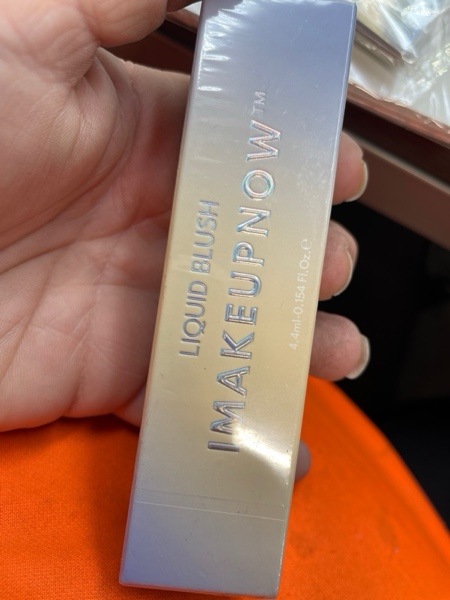 LIQUID BLUSH
IMAKEUPNOW™
4.4ml-0.154 Fl.Oz.℮